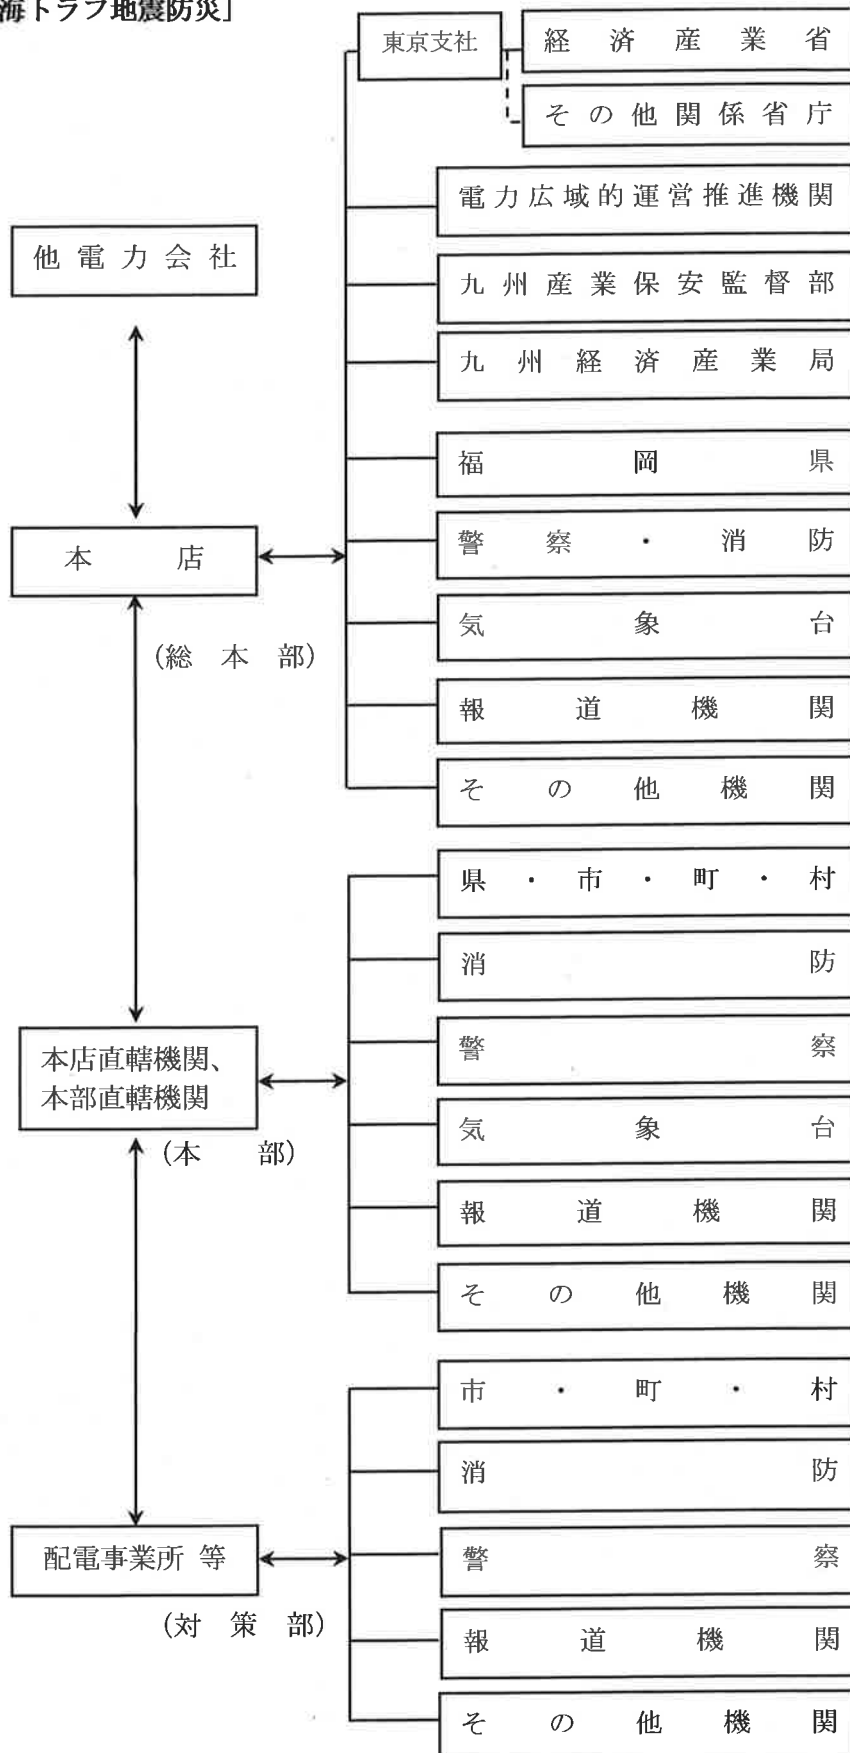 海トラフ地震防災」
東京支社
経済産業省
その他関係省庁
電力広域的運営推進機関
他電力会社
九州産業保安監督部
九州経済産業局
福岡県
本店
警察・消防
(総本部)
気象台
報道機関
その他機関
県・市・町・村
消防
本店直轄機関、
本部直轄機関
警察
(本部)
気象台
報道機関
その他機関
市・町・村
消防
配電事業所等
警察
(対策部)
報道機関
その他機関